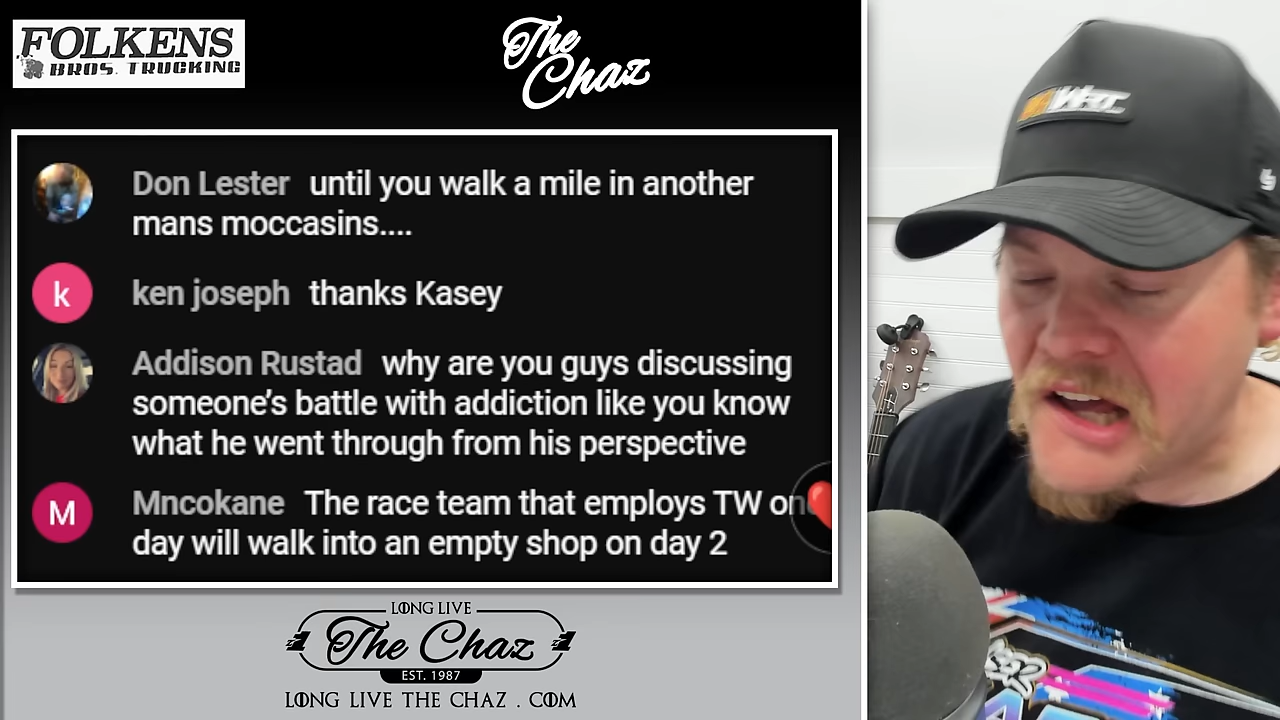 FOLKENS
BROS. TRUCKING
The
Chaz
Don Lester until you walk a mile in another
mans moccasins....
k
ken joseph thanks Kasey
Addison Rustad why are you guys discussing
someone's battle with addiction like you know
what he went through from his perspective
M
Mncokane The race team that employs TW on
day will walk into an empty shop on day 2
LONG LIVE
The Chaz
EST. 1987
LONG LIVE THE CHAZ . COM
WRT